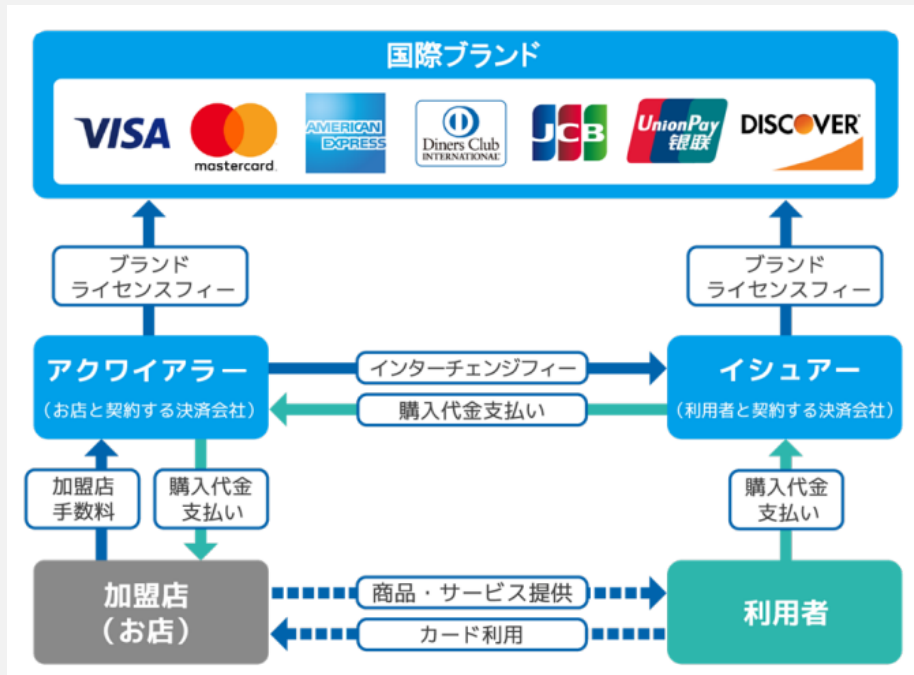 国際ブランド
VISA
mastercard.
AMERICAN
EXPRESS
Diners Club
INTERNATIONAL
JCB
UnionPay
银联
DISCOVER
ブランド
ライセンスフィー
ブランド
ライセンスフィー
アクワイアラー
（お店と契約する決済会社）
インターチェンジフィー
購入代金支払い
イシュアー
（利用者と契約する決済会社）
加盟店
手数料
購入代金
支払い
購入代金
支払い
加盟店
（お店）
商品・サービス提供
カード利用
利用者